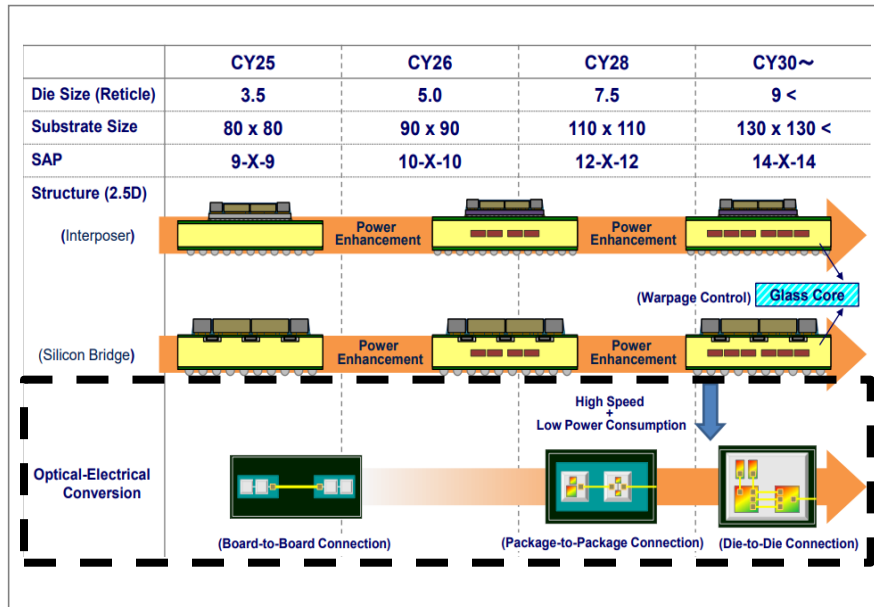 CY25 CY26 CY28 CY30～
Die Size (Reticle) 3.5 5.0 7.5 9 <
Substrate Size 80 x 80 90 x 90 110 x 110 130 x 130 <
SAP 9-X-9 10-X-10 12-X-12 14-X-14
Structure (2.5D)
(Interposer)
Power
Enhancement
Power
Enhancement
(Warpage Control) Glass Core
(Silicon Bridge)
Power
Enhancement
Power
Enhancement
High Speed
+
Low Power Consumption
Optical-Electrical
Conversion
(Board-to-Board Connection) (Package-to-Package Connection) (Die-to-Die Connection)